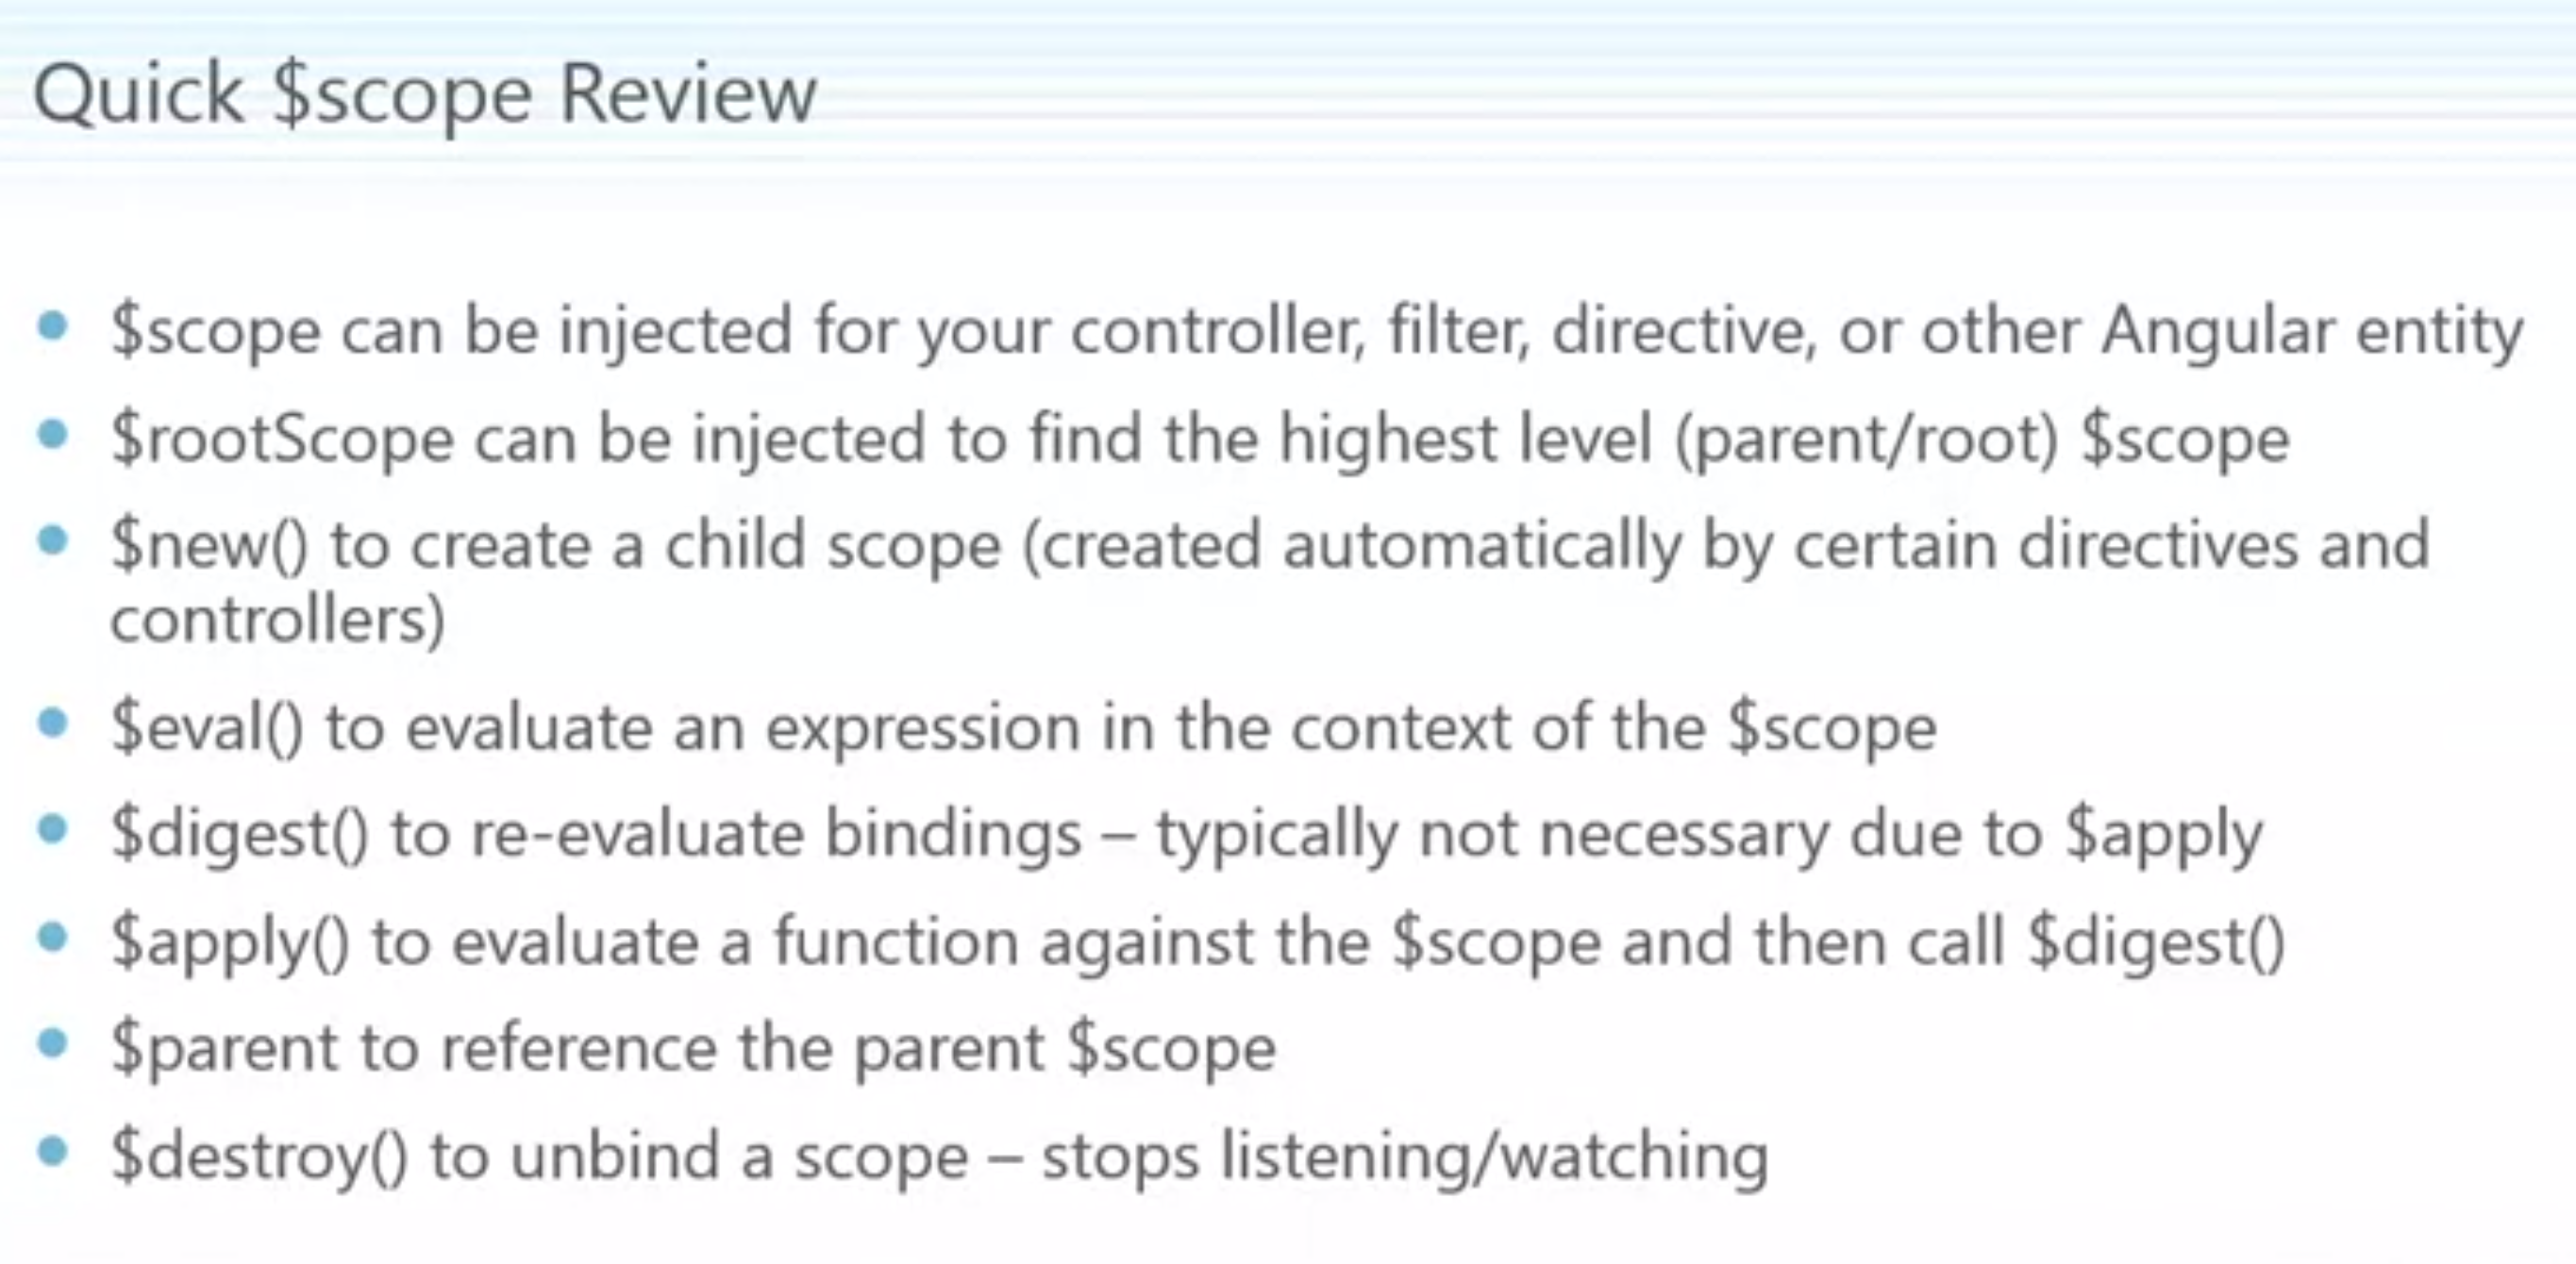 Quick $scope Review
$scope can be injected for your controller, filter, directive, or other Angular entity
$rootScope can be injected to find the highest level (parent/root) $scope
$new() to create a child scope (created automatically by certain directives and
controllers)
$eval() to evaluate an expression in the context of the $scope
$digest() to re-evaluate bindings – typically not necessary due to $apply
$apply() to evaluate a function against the $scope and then call $digest()
$parent to reference the parent $scope
$destroy() to unbind a scope – stops listening/watching